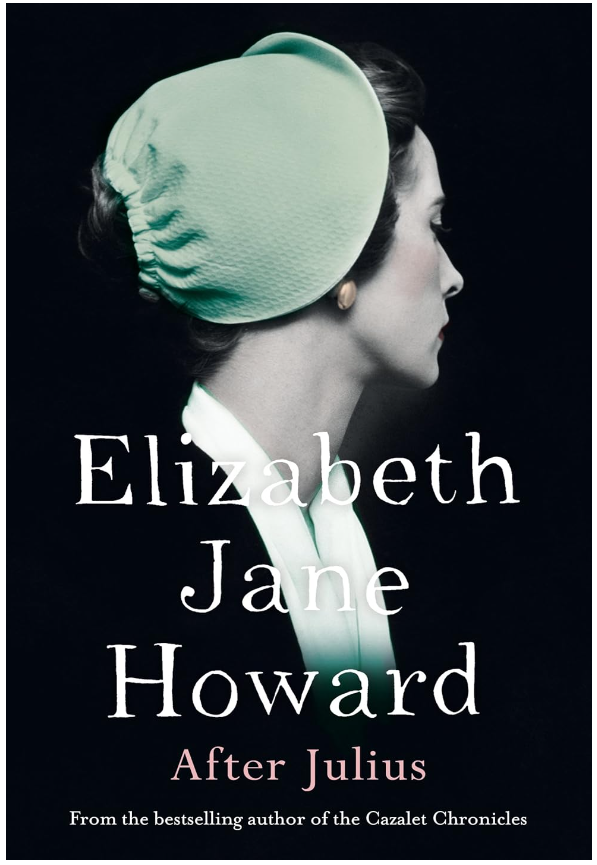 Elizabeth
Jane
Howard
After Julius
From the bestselling author of the Cazalet Chronicles